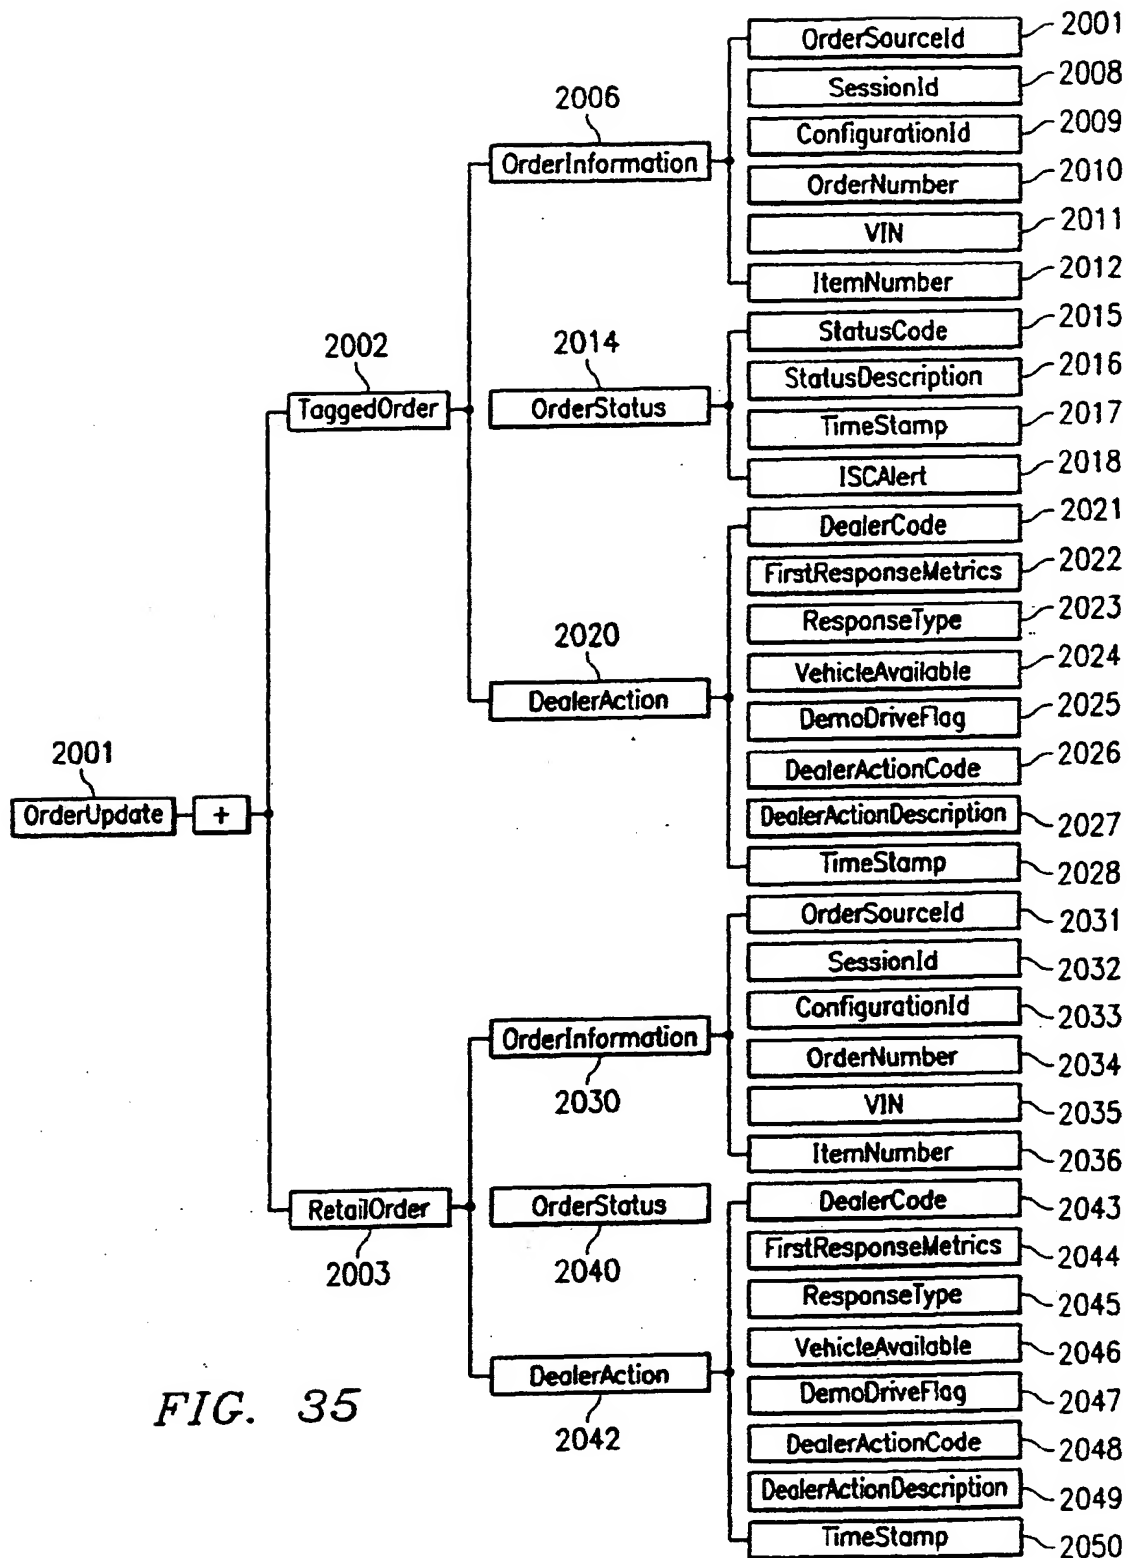 OrderSourceId 2001
SessionId 2008
2006
ConfigurationId 2009
OrderInformation
OrderNumber 2010
VIN 2011
ItemNumber 2012
2002
2014
StatusCode 2015
StatusDescription 2016
TaggedOrder
OrderStatus
TimeStamp 2017
ISCAlert 2018
DealerCode 2021
FirstResponseMetrics 2022
ResponseType 2023
2020
VehicleAvailable 2024
DealerAction
DemoDriveFlag 2025
2001
DealerActionCode 2026
OrderUpdate +
DealerActionDescription 2027
TimeStamp 2028
OrderSourceId 2031
SessionId 2032
ConfigurationId 2033
OrderInformation
OrderNumber 2034
2030
VIN 2035
ItemNumber 2036
RetailOrder
OrderStatus
DealerCode 2043
2003
2040
FirstResponseMetrics 2044
ResponseType 2045
VehicleAvailable 2046
DealerAction
DemoDriveFlag 2047
FIG. 35
2042
DealerActionCode 2048
DealerActionDescription 2049
TimeStamp 2050